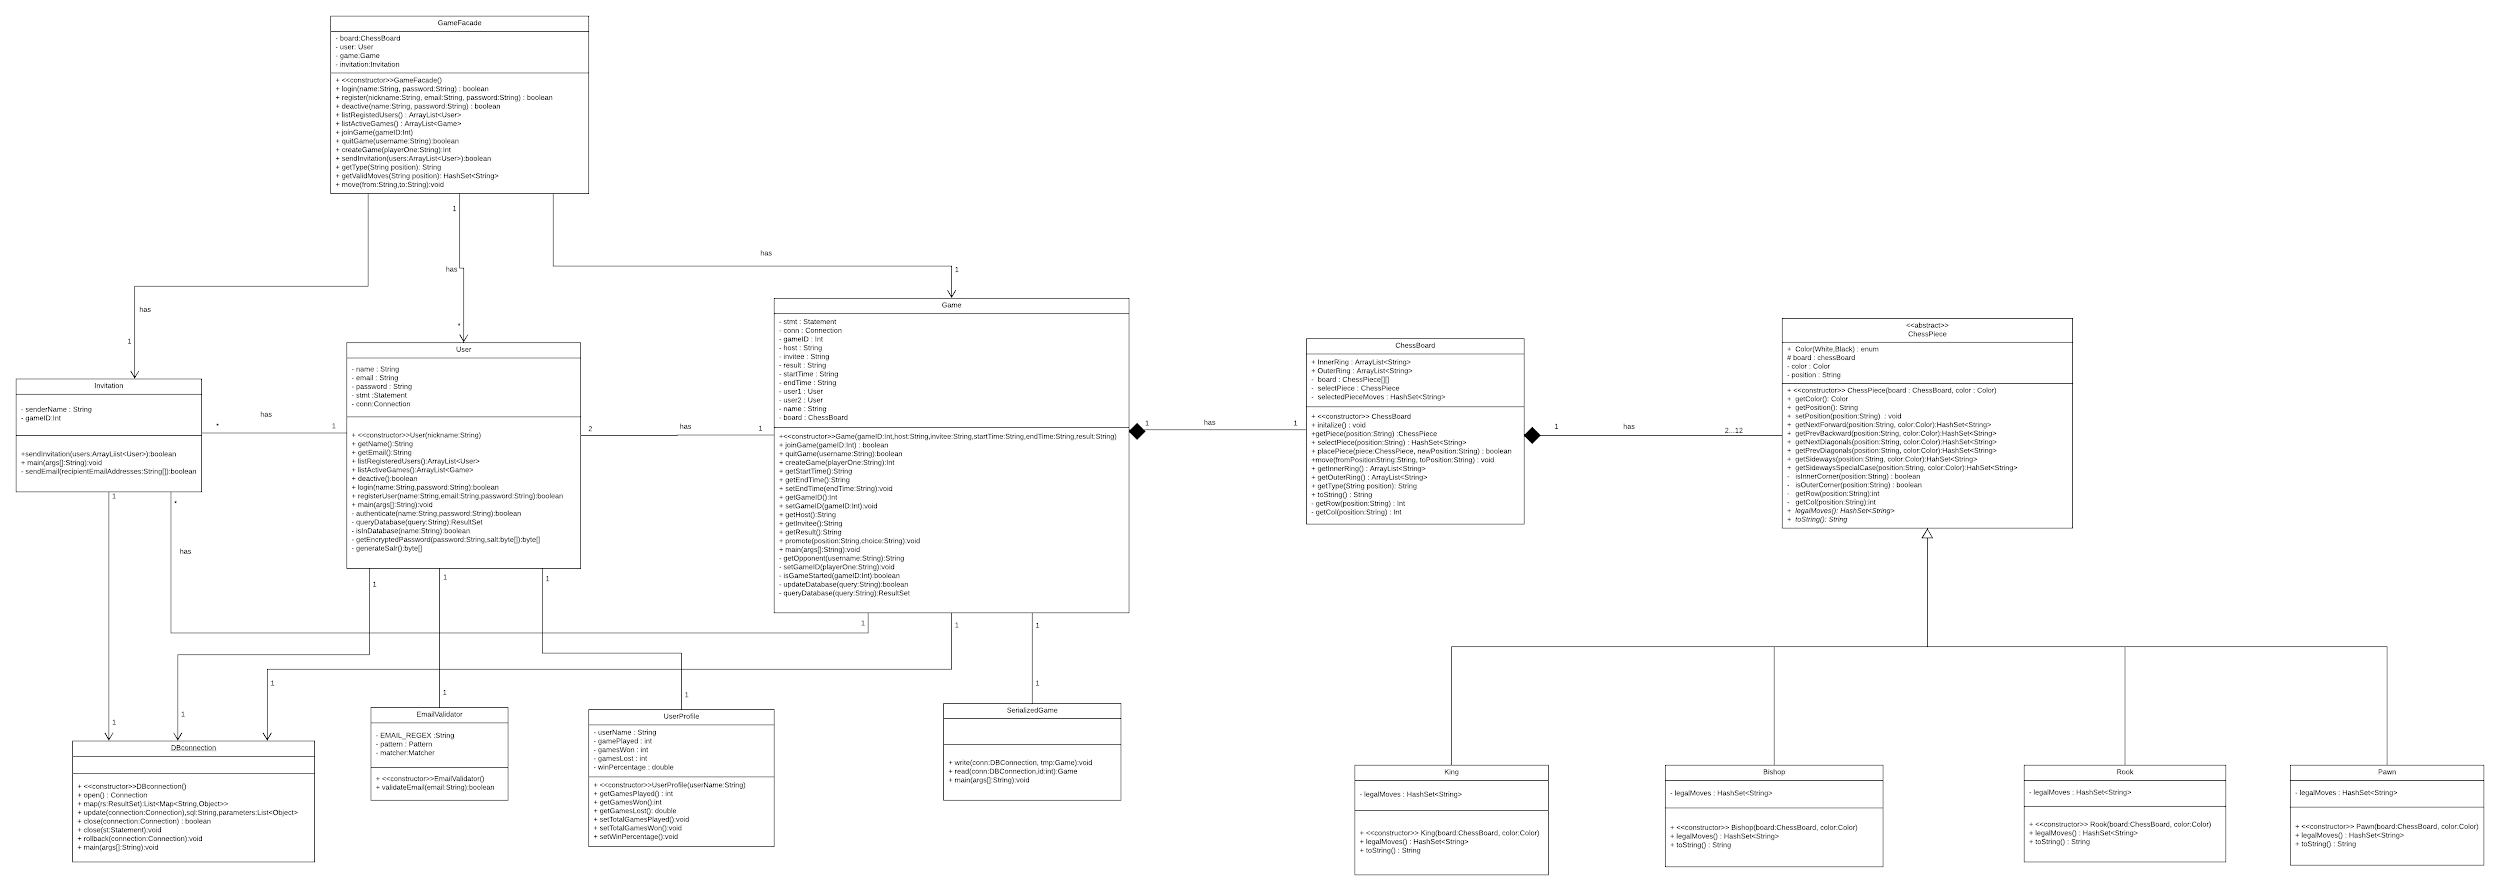 GameFacade
- board:ChessBoard
- user: User
- game:Game
- invitation:Invitation
+ <<constructor>>GameFacade()
+ login(name:String, password:String) : boolean
+ register(nickname:String, email:String, password:String) : boolean
+ deactive(name:String, password:String) : boolean
+ listRegistedUsers() : ArrayList<User>
+ listActiveGames() : ArrayList<Game>
+ joinGame(gameID:Int)
+ quitGame(username:String):boolean
+ createGame(playerOne:String):Int
+ sendInvitation(users:ArrayList<User>):boolean
+ getType(String position): String
+ getValidMoves(String position): HashSet<String>
+ move(from:String,to:String):void
1
has
has
1
has
1
*
Invitation
- senderName : String
- gameID:Int
+sendInvitation(users:ArrayList<User>):boolean
+ main(args[]:String):void
- sendEmail(recipientEmailAddresses:String[]):boolean
has
*
1
User
- name : String
- email : String
- password : String
- stmt :Statement
- conn:Connection
+ <<constructor>>User(nickname:String)
+ getName():String
+ getEmail():String
+ listRegisteredUsers():ArrayList<User>
+ listActiveGames():ArrayList<Game>
+ deactive():boolean
+ login(name:String,password:String):boolean
+ registerUser(name:String,email:String,password:String):boolean
+ main(args[]:String):void
- authenticate(name:String,password:String):boolean
- queryDatabase(query:String):ResultSet
- isInDatabase(name:String):boolean
- getEncryptedPassword(password:String,salt:byte[]):byte[]
- generateSalr():byte[]
2
has
1
Game
- stmt : Statement
- conn : Connection
- gameID : Int
- host : String
- invitee : String
- result : String
- startTime : String
- endTime : String
- user1 : User
- user2 : User
- name : String
- board : ChessBoard
+<<constructor>>Game(gameID:Int,host:String,invitee:String,startTime:String,endTime:String,result:String)
+ joinGame(gameID:Int) : boolean
+ quitGame(username:String):boolean
+ createGame(playerOne:String):Int
+ getStartTime():String
+ getEndTime():String
+ setEndTime(endTime:String):void
+ getGameID():Int
+ setGameID(gameID:Int):void
+ getHost():String
+ getInvitee():String
+ getResult():String
+ promote(position:String,choice:String):void
+ main(args[]:String):void
- getOpponent(username:String):String
- setGameID(playerOne:String):void
- isGameStarted(gameID:Int):boolean
- updateDatabase(query:String):boolean
- queryDatabase(query:String):ResultSet
1
has
1
ChessBoard
+ InnerRing : ArrayList<String>
+ OuterRing : ArrayList<String>
- board : ChessPiece[][]
- selectPiece : ChessPiece
- selectedPieceMoves : HashSet<String>
+ <<constructor>> ChessBoard
+ initalize() : void
+getPiece(position:String) :ChessPiece
+ selectPiece(position:String) : HashSet<String>
+ placePiece(piece:ChessPiece, newPosition:String) : boolean
+move(fromPositionString:String, toPosition:String) : void
+ getInnerRing() : ArrayList<String>
+ getOuterRing() : ArrayList<String>
+ getType(String position): String
+ toString() : String
- getRow(position:String) : Int
- getCol(position:String) : Int
1
has
2...12
<<abstract>>
ChessPiece
+ Color(White,Black) : enum
# board : chessBoard
- color : Color
- position : String
+ <<constructor>> ChessPiece(board : ChessBoard, color : Color)
+ getColor(): Color
+ getPosition(): String
+ setPosition(position:String) : void
+ getNextForward(position:String, color:Color):HashSet<String>
+ getPrevBackward(position:String, color:Color):HashSet<String>
+ getNextDiagonals(position:String, color:Color):HashSet<String>
+ getPrevDiagonals(position:String, color:Color):HashSet<String>
+ getSideways(position:String, color:Color):HahSet<String>
+ getSidewaysSpecialCase(position:String, color:Color):HahSet<String>
- isInnerCorner(position:String) : boolean
- isOuterCorner(position:String) : boolean
- getRow(position:String):int
- getCol(position:String):int
+ legalMoves(): HashSet<String>
+ toString(): String
1
*
has
1
1
1
1
1
1
1
1
1
1
1
1
DBconnection
+ <<constructor>>DBconnection()
+ open() : Connection
+ map(rs:ResultSet):List<Map<String,Object>>
+ update(connection:Connection),sql:String,parameters:List<Object>
+ close(connection:Connection) : boolean
+ close(st:Statement):void
+ rollback(connection:Connection):void
+ main(args[]:String):void
EmailValidator
- EMAIL_REGEX :String
- pattern : Pattern
- matcher:Matcher
+ <<constructor>>EmailValidator()
+ validateEmail(email:String):boolean
UserProfile
- userName : String
- gamePlayed : int
- gamesWon : int
- gamesLost : int
- winPercentage : double
+ <<constructor>>UserProfile(userName:String)
+ getGamesPlayed() : int
+ getGamesWon():int
+ getGamesLost(): double
+ setTotalGamesPlayed():void
+ setTotalGamesWon():void
+ setWinPercentage():void
SerializedGame
+ write(conn:DBConnection, tmp:Game):void
+ read(conn:DBConnection,id:int):Game
+ main(args[]:String):void
King
- legalMoves : HashSet<String>
+ <<constructor>> King(board:ChessBoard, color:Color)
+ legalMoves() : HashSet<String>
+ toString() : String
Bishop
- legalMoves : HashSet<String>
+ <<constructor>> Bishop(board:ChessBoard, color:Color)
+ legalMoves() : HashSet<String>
+ toString() : String
Rook
- legalMoves : HashSet<String>
+ <<constructor>> Rook(board:ChessBoard, color:Color)
+ legalMoves() : HashSet<String>
+ toString() : String
Pawn
- legalMoves : HashSet<String>
+ <<constructor>> Pawn(board:ChessBoard, color:Color)
+ legalMoves() : HashSet<String>
+ toString() : String